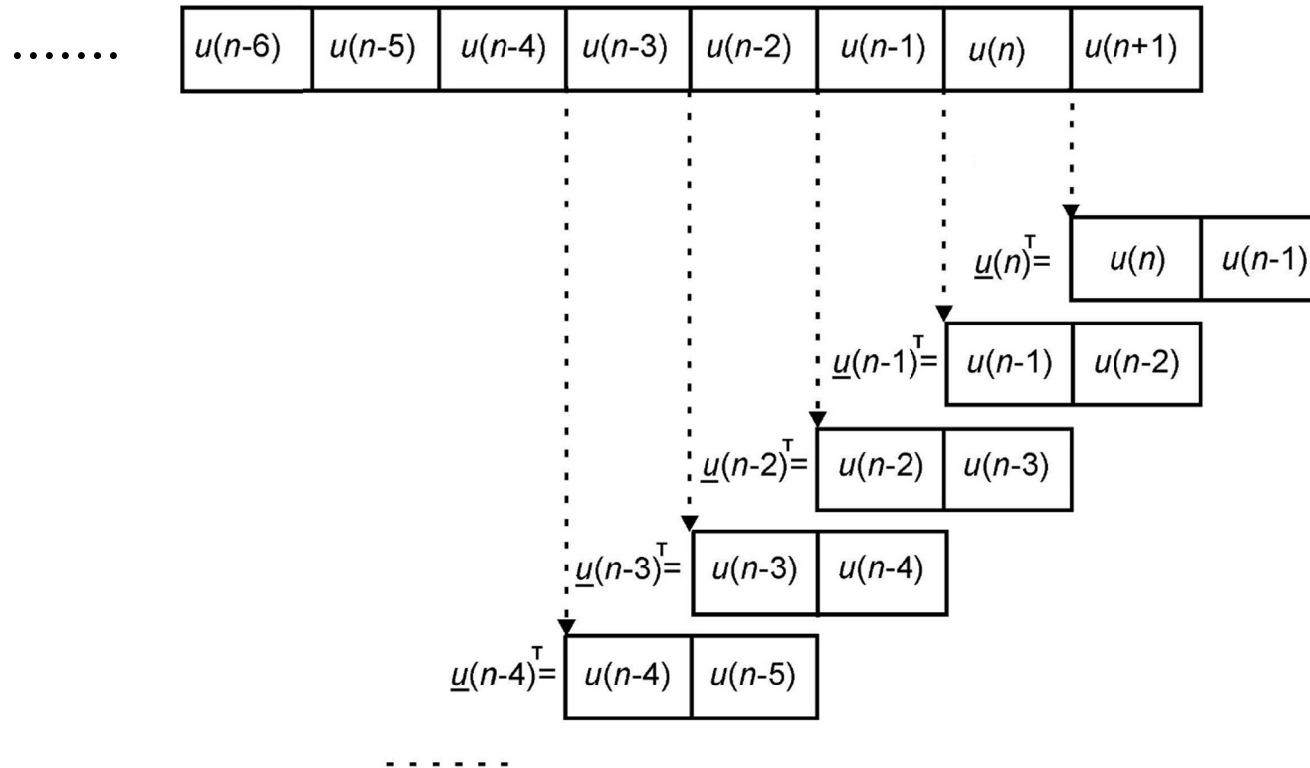 ....... u(n-6) u(n-5) u(n-4) u(n-3) u(n-2) u(n-1) u(n) u(n+1)
u(n)ᵀ= u(n) u(n-1)
u(n-1)ᵀ= u(n-1) u(n-2)
u(n-2)ᵀ= u(n-2) u(n-3)
u(n-3)ᵀ= u(n-3) u(n-4)
u(n-4)ᵀ= u(n-4) u(n-5)
- - - - - -